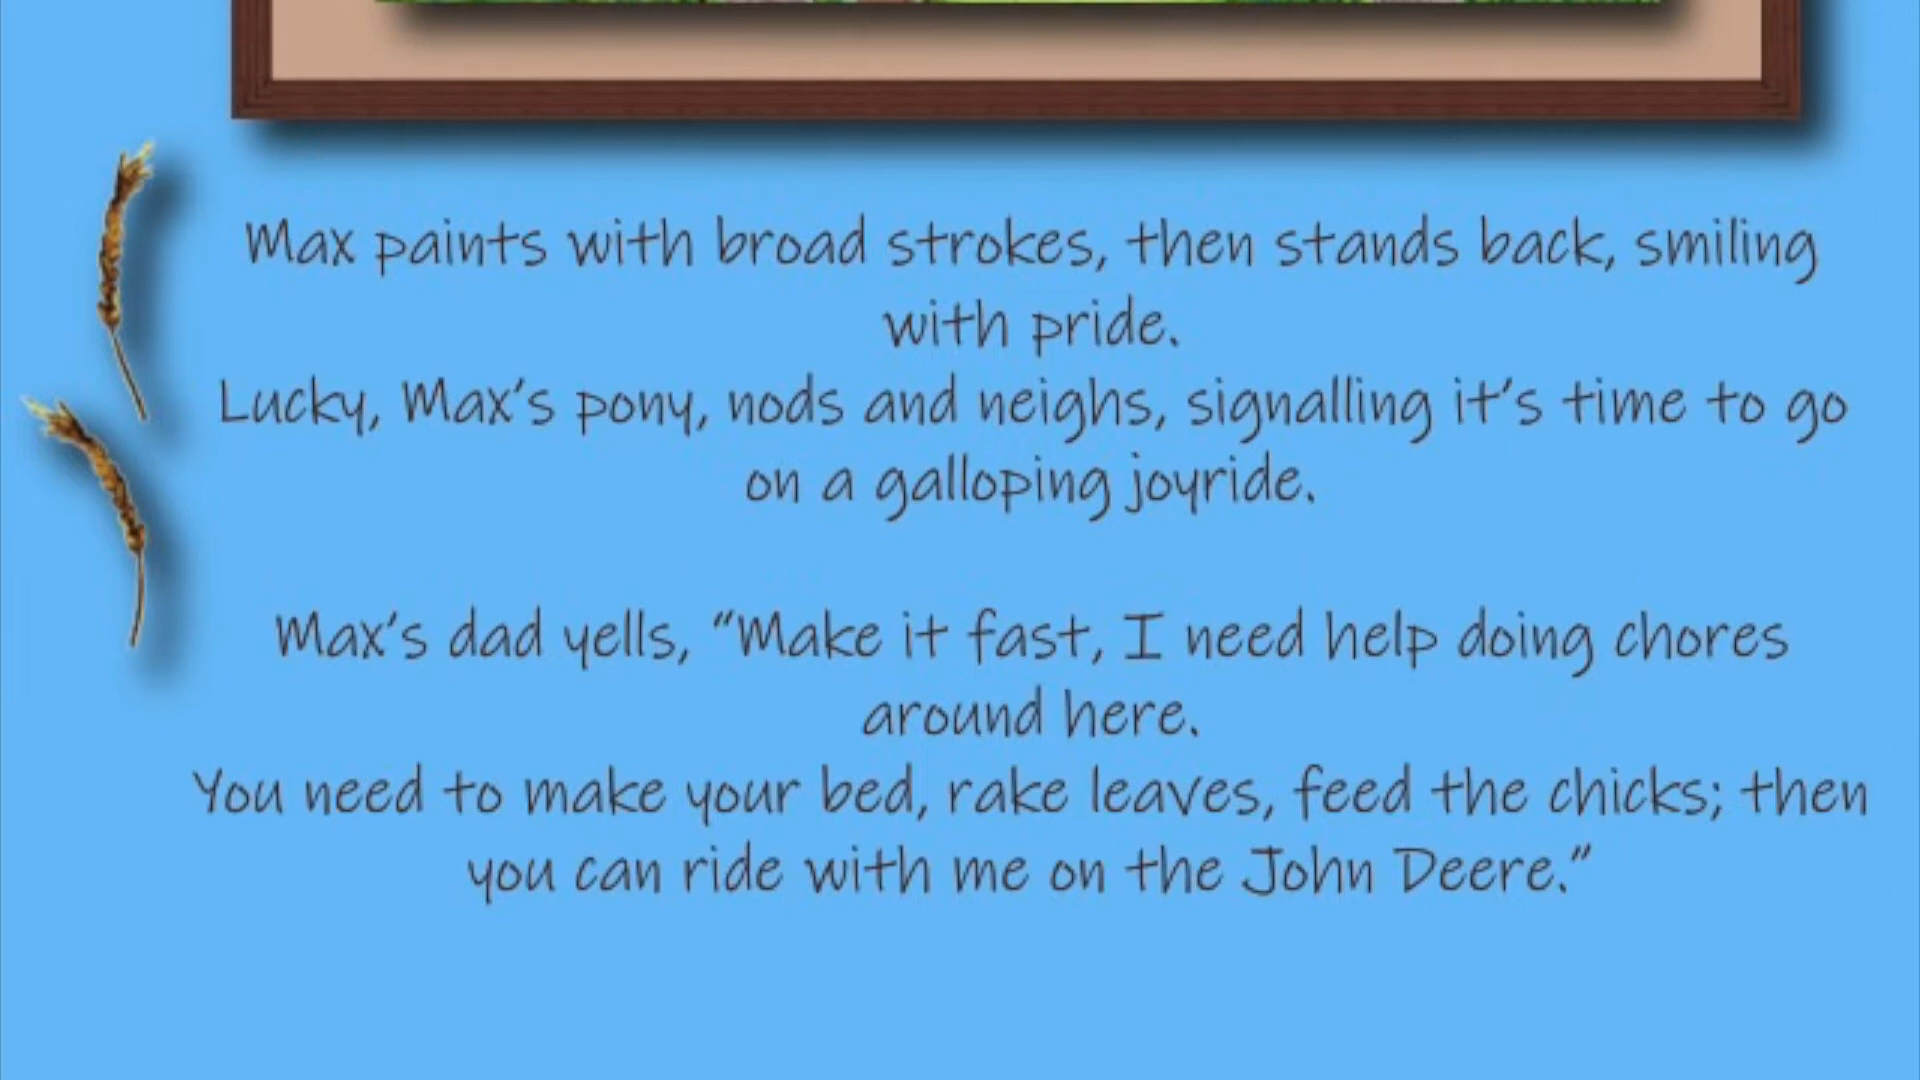 Max paints with broad strokes, then stands back, smiling
with pride.
Lucky, Max's pony, nods and neighs, signalling it's time to go
on a galloping joyride.
Max's dad yells, “Make it fast, I need help doing chores
around here.
You need to make your bed, rake leaves, feed the chicks; then
you can ride with me on the John Deere.”